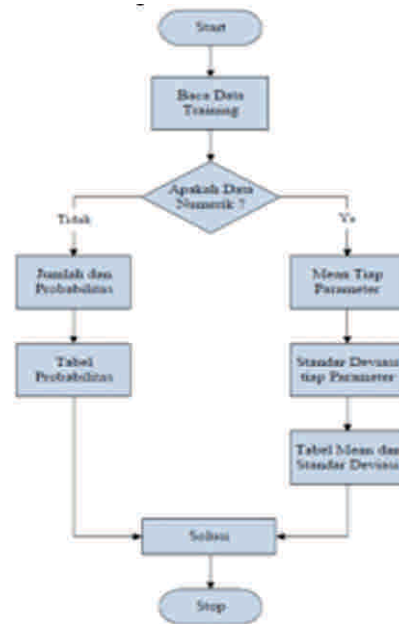 Start
Baca Data
Training
Apakah Data
Numerik ?
Tidak
Ya
Jumlah dan
Probabilitas
Mean Tiap
Parameter
Tabel
Probabilitas
Standar Deviasi
tiap Parameter
Tabel Mean dan
Standar Deviasi
Solusi
Stop